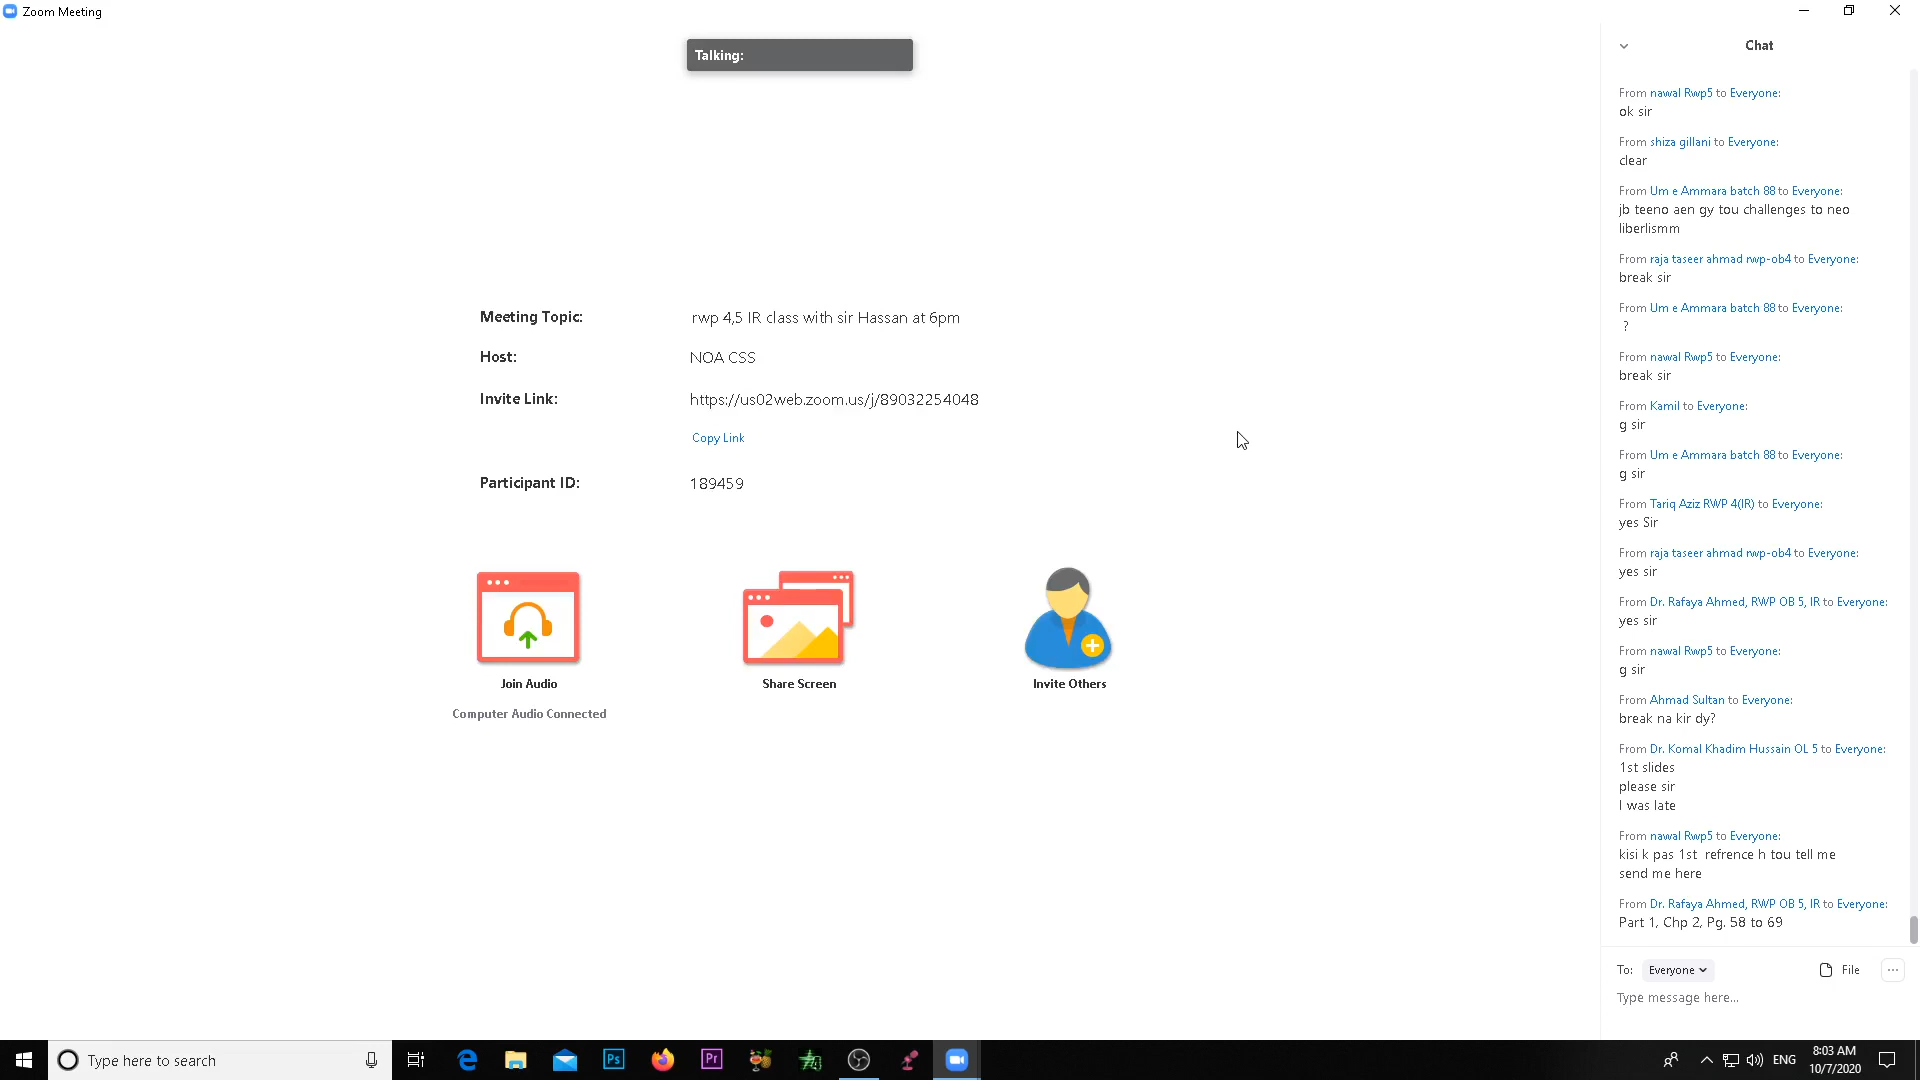 Zoom Meeting
Talking:
Meeting Topic: rwp 4,5 IR class with sir Hassan at 6pm
Host: NOA CSS
Invite Link: https://us02web.zoom.us/j/89032254048
Copy Link
Participant ID: 189459
Join Audio
Computer Audio Connected
Share Screen
Invite Others
Chat
From nawal Rwp5 to Everyone:
ok sir
From shiza gillani to Everyone:
clear
From Um e Ammara batch 88 to Everyone:
jb teeno aen gy tou challenges to neo
liberlismm
From raja taseer ahmad rwp-ob4 to Everyone:
break sir
From Um e Ammara batch 88 to Everyone:
?
From nawal Rwp5 to Everyone:
break sir
From Kamil to Everyone:
g sir
From Um e Ammara batch 88 to Everyone:
g sir
From Tariq Aziz RWP 4(IR) to Everyone:
yes Sir
From raja taseer ahmad rwp-ob4 to Everyone:
yes sir
From Dr. Rafaya Ahmed, RWP OB 5, IR to Everyone:
yes sir
From nawal Rwp5 to Everyone:
g sir
From Ahmad Sultan to Everyone:
break na kir dy?
From Dr. Komal Khadim Hussain OL 5 to Everyone:
1st slides
please sir
I was late
From nawal Rwp5 to Everyone:
kisi k pas 1st refrence h tou tell me
send me here
From Dr. Rafaya Ahmed, RWP OB 5, IR to Everyone:
Part 1, Chp 2, Pg. 58 to 69
To: Everyone File ...
Type message here...
Type here to search
Ps
Pr
ENG
8:03 AM
10/7/2020